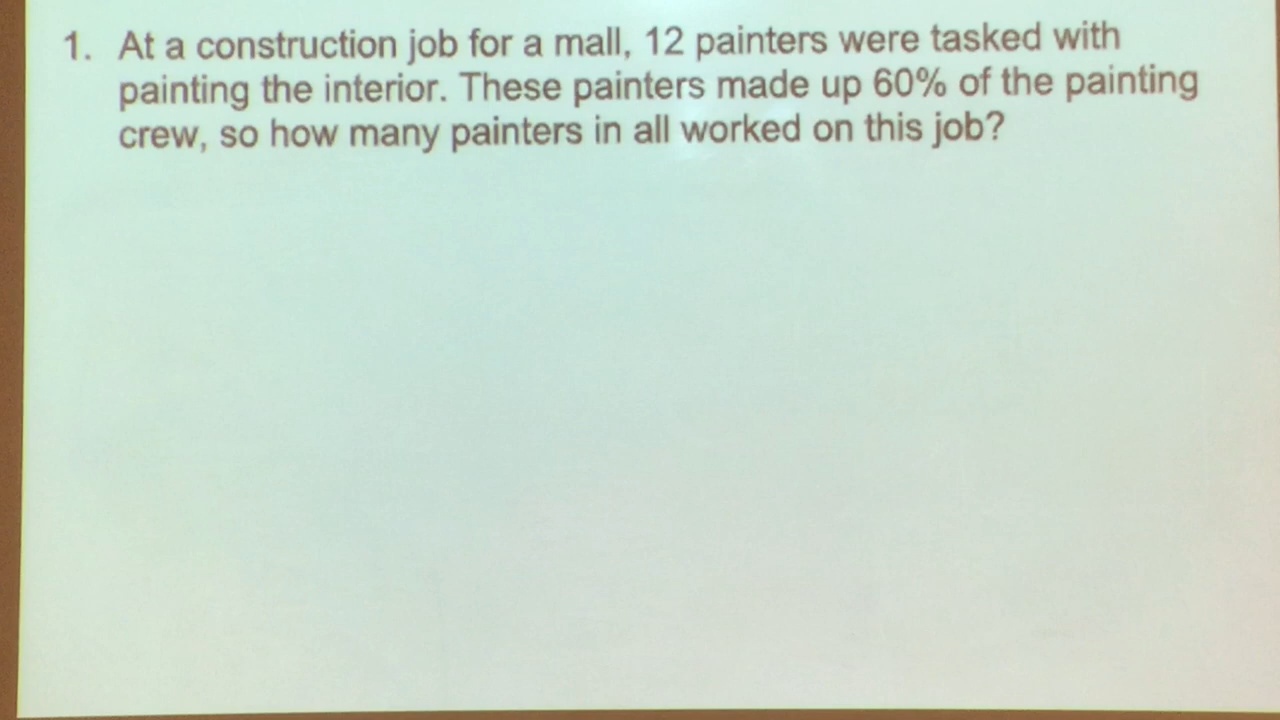 1. At a construction job for a mall, 12 painters were tasked with
painting the interior. These painters made up 60% of the painting
crew, so how many painters in all worked on this job?